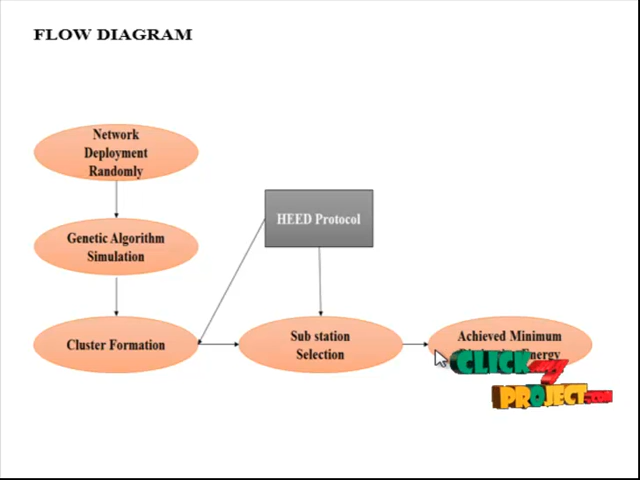 FLOW DIAGRAM
Network
Deployment
Randomly
HEED Protocol
Genetic Algorithm
Simulation
Cluster Formation
Sub station
Selection
Achieved Minimum
Energy
CLICK
PROJECT.com